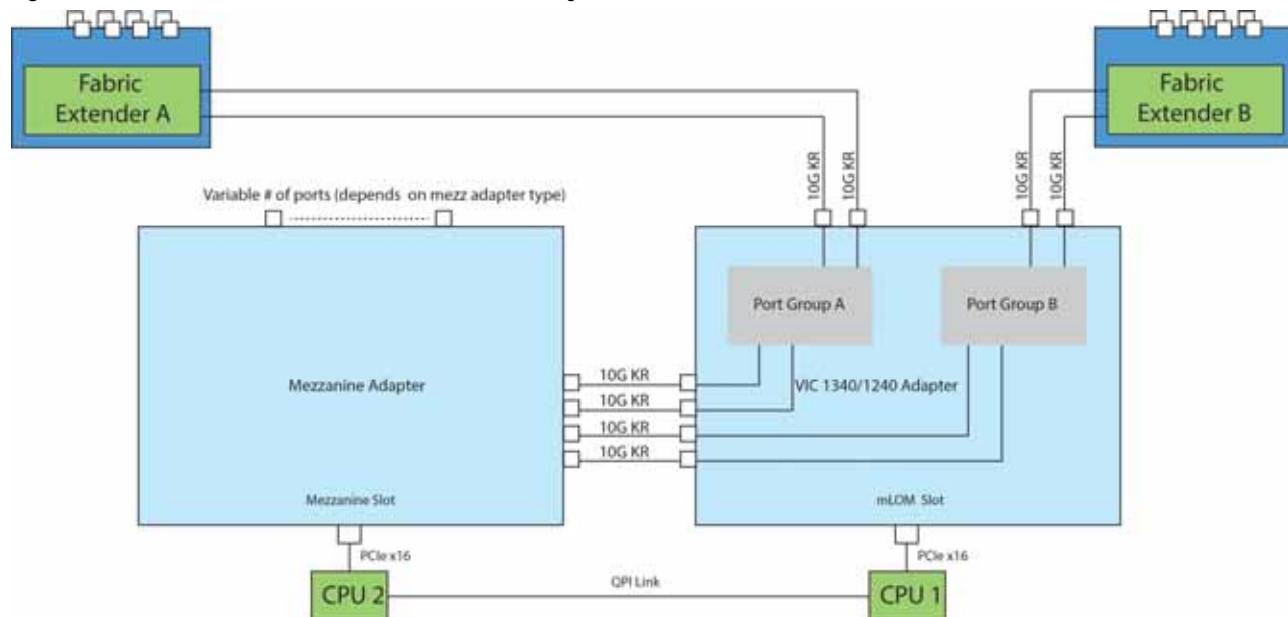 Fabric
Extender A
Fabric
Extender B
10G KR
10G KR
10G KR
10G KR
Variable # of ports (depends on mezz adapter type)
Port Group A
Port Group B
Mezzanine Adapter
VIC 1340/1240 Adapter
10G KR
10G KR
10G KR
10G KR
Mezzanine Slot
mLOM Slot
PCIe x16
PCIe x16
CPU 2
QPI Link
CPU 1